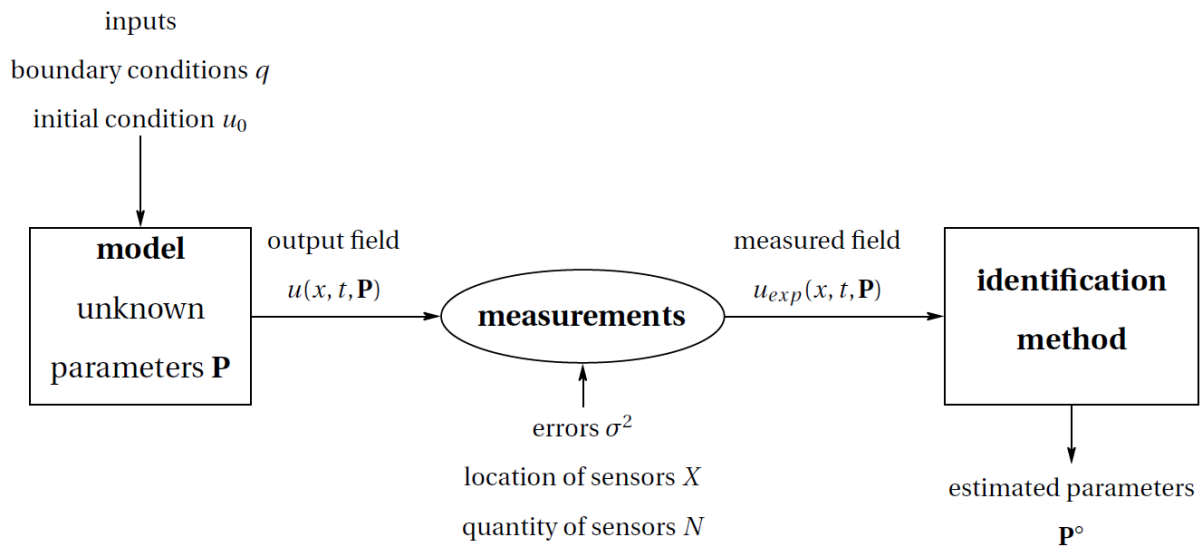 inputs
boundary conditions q
initial condition u₀
model
unknown
parameters P
output field
u(x, t, P)
measurements
errors σ²
location of sensors X
quantity of sensors N
measured field
uₑₓₚ(x, t, P)
identification
method
estimated parameters
P°